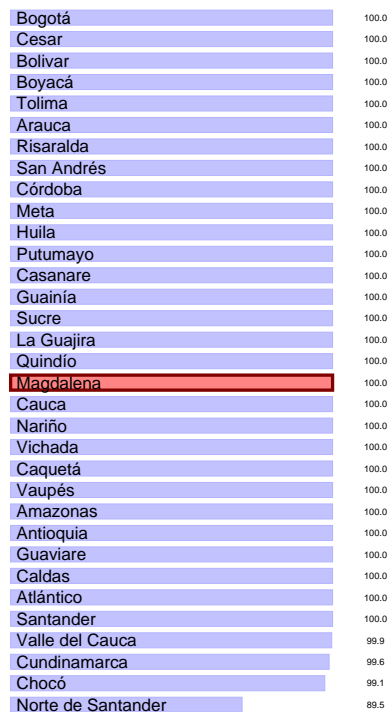 Bogotá 100.0
Cesar 100.0
Bolivar 100.0
Boyacá 100.0
Tolima 100.0
Arauca 100.0
Risaralda 100.0
San Andrés 100.0
Córdoba 100.0
Meta 100.0
Huila 100.0
Putumayo 100.0
Casanare 100.0
Guainía 100.0
Sucre 100.0
La Guajira 100.0
Quindío 100.0
Magdalena 100.0
Cauca 100.0
Nariño 100.0
Vichada 100.0
Caquetá 100.0
Vaupés 100.0
Amazonas 100.0
Antioquia 100.0
Guaviare 100.0
Caldas 100.0
Atlántico 100.0
Santander 100.0
Valle del Cauca 99.9
Cundinamarca 99.6
Chocó 99.1
Norte de Santander 89.5